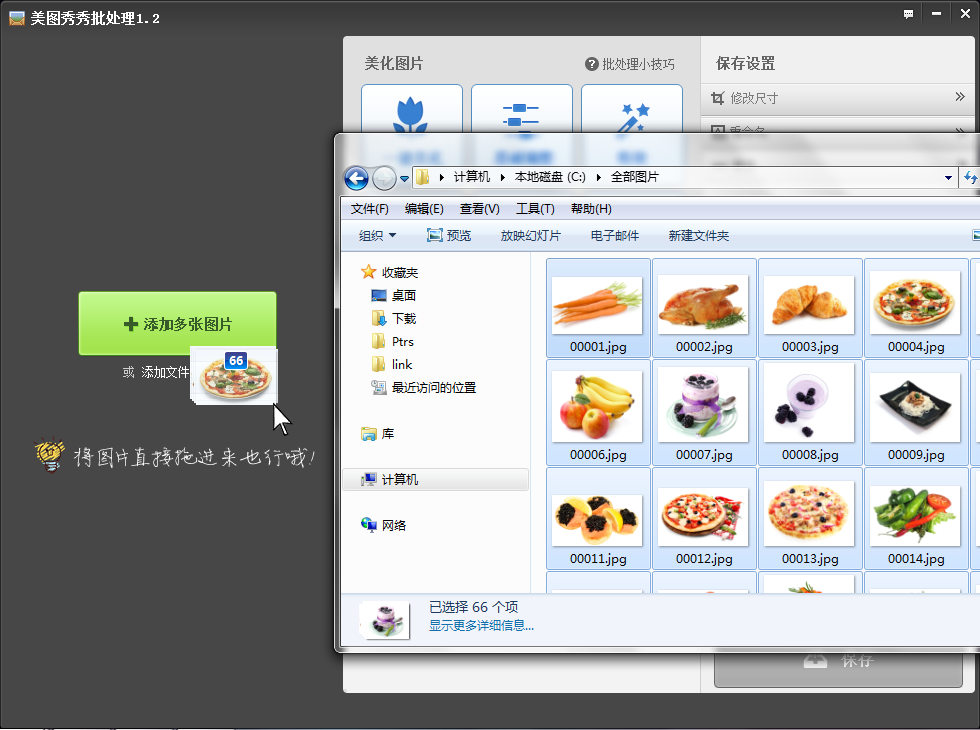 美图秀秀批处理1.2
美化图片
批处理小技巧
保存设置
修改尺寸
重命名
计算机 本地磁盘 (C:) 全部图片
文件(F) 编辑(E) 查看(V) 工具(T) 帮助(H)
组织 预览 放映幻灯片 电子邮件 新建文件夹
收藏夹
桌面
下载
Ptrs
link
最近访问的位置
库
计算机
网络
00001.jpg 00002.jpg 00003.jpg 00004.jpg
00006.jpg 00007.jpg 00008.jpg 00009.jpg
00011.jpg 00012.jpg 00013.jpg 00014.jpg
已选择 66 个项
显示更多详细信息...
添加多张图片
或 添加文件
66
将图片直接拖进来也行哦!
保存